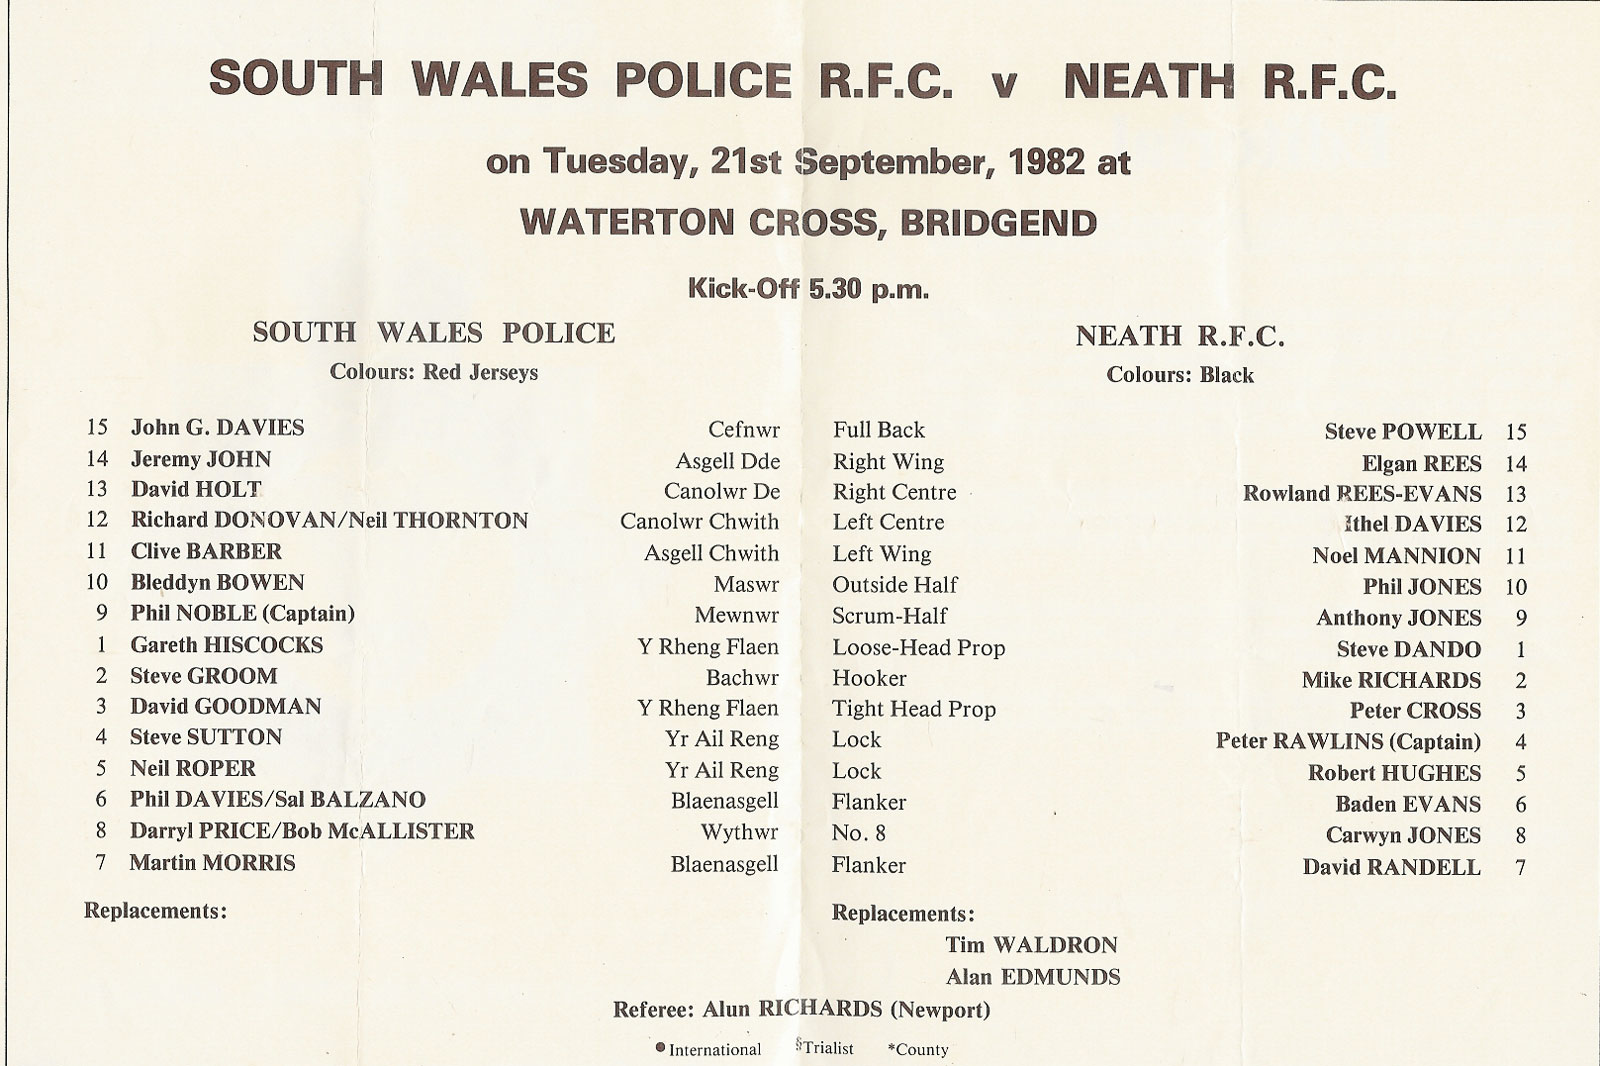 SOUTH WALES POLICE R.F.C. v NEATH R.F.C.
on Tuesday, 21st September, 1982 at
WATERTON CROSS, BRIDGEND
Kick-Off 5.30 p.m.
SOUTH WALES POLICE NEATH R.F.C.
Colours: Red Jerseys Colours: Black
15 John G. DAVIES Cefnwr Full Back Steve POWELL 15
14 Jeremy JOHN Asgell Dde Right Wing Elgan REES 14
13 David HOLT Canolwr De Right Centre Rowland REES-EVANS 13
12 Richard DONOVAN/Neil THORNTON Canolwr Chwith Left Centre Ithel DAVIES 12
11 Clive BARBER Asgell Chwith Left Wing Noel MANNION 11
10 Bleddyn BOWEN Maswr Outside Half Phil JONES 10
9 Phil NOBLE (Captain) Mewnwr Scrum-Half Anthony JONES 9
1 Gareth HISCOCKS Y Rheng Flaen Loose-Head Prop Steve DANDO 1
2 Steve GROOM Bachwr Hooker Mike RICHARDS 2
3 David GOODMAN Y Rheng Flaen Tight Head Prop Peter CROSS 3
4 Steve SUTTON Yr Ail Reng Lock Peter RAWLINS (Captain) 4
5 Neil ROPER Yr Ail Reng Lock Robert HUGHES 5
6 Phil DAVIES/Sal BALZANO Blaenasgell Flanker Baden EVANS 6
8 Darryl PRICE/Bob McALLISTER Wythwr No. 8 Carwyn JONES 8
7 Martin MORRIS Blaenasgell Flanker David RANDELL 7
Replacements: Replacements:
Tim WALDRON
Alan EDMUNDS
Referee: Alun RICHARDS (Newport)
●International §Trialist *County